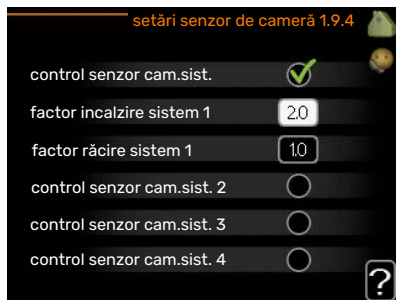 setări senzor de cameră 1.9.4
control senzor cam.sist.
factor incalzire sistem 1 2.0
factor răcire sistem 1 1.0
control senzor cam.sist. 2
control senzor cam.sist. 3
control senzor cam.sist. 4
?